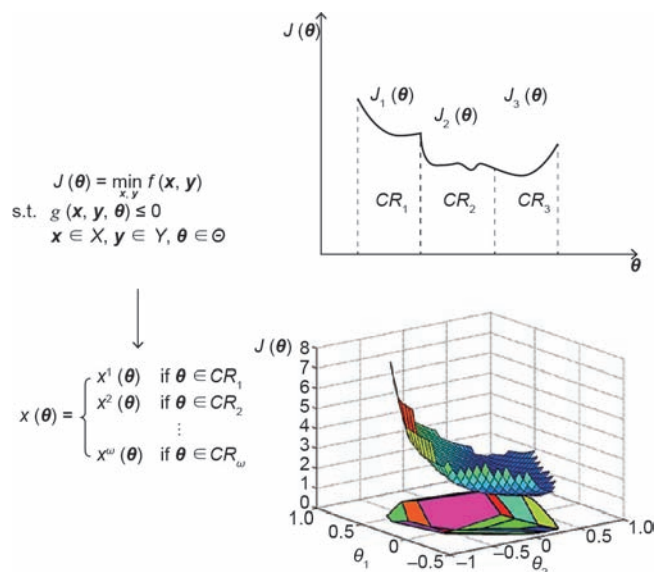 J (θ)
J₁ (θ)
J₂ (θ)
J₃ (θ)
CR₁
CR₂
CR₃
θ
J (θ) = min f (x, y)
x, y
s.t. g (x, y, θ) ≤ 0
x ∈ X, y ∈ Y, θ ∈ Θ
x (θ) =
x¹ (θ) if θ ∈ CR₁
x² (θ) if θ ∈ CR₂
⋮
x^ω (θ) if θ ∈ CR_ω
J (θ)
8
7
6
5
4
3
2
1
0
1.0
0.5
0
–0.5
θ₁
–1
–0.5
0
0.5
1.0
θ₂